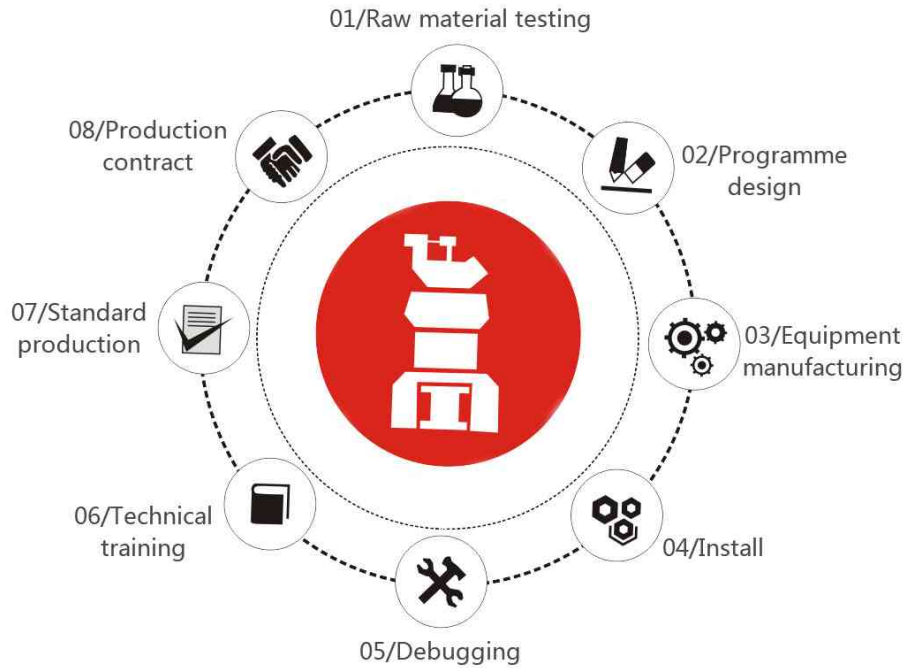 01/Raw material testing
02/Programme
design
03/Equipment
manufacturing
04/Install
05/Debugging
06/Technical
training
07/Standard
production
08/Production
contract